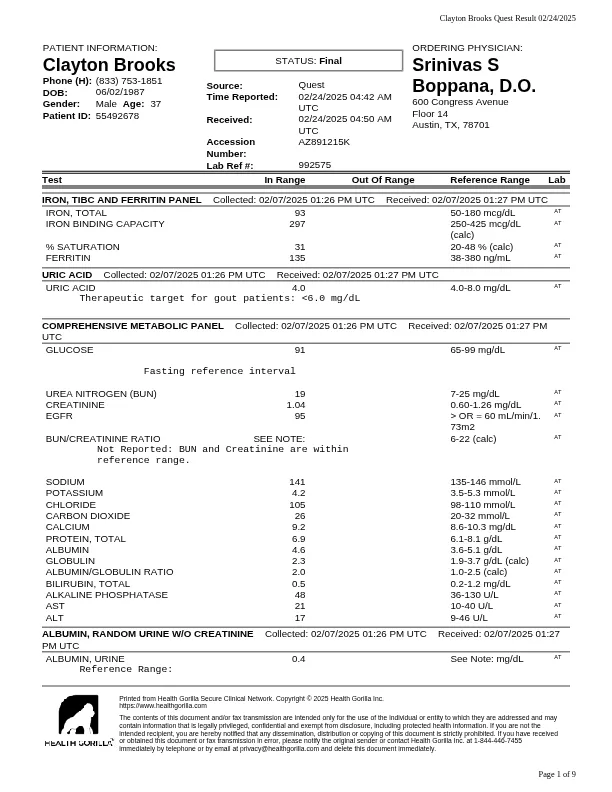 Clayton Brooks Quest Result 02/24/2025
PATIENT INFORMATION:
Clayton Brooks
Phone (H): (833) 753-1851
DOB: 06/02/1987
Gender: Male Age: 37
Patient ID: 55492678
STATUS: Final
Source: Quest
Time Reported: 02/24/2025 04:42 AM
UTC
Received: 02/24/2025 04:50 AM
UTC
Accession AZ891215K
Number:
Lab Ref #: 992575
ORDERING PHYSICIAN:
Srinivas S
Boppana, D.O.
600 Congress Avenue
Floor 14
Austin, TX, 78701
Test In Range Out Of Range Reference Range Lab
IRON, TIBC AND FERRITIN PANEL Collected: 02/07/2025 01:26 PM UTC Received: 02/07/2025 01:27 PM UTC
IRON, TOTAL 93 50-180 mcg/dL AT
IRON BINDING CAPACITY 297 250-425 mcg/dL AT
(calc)
% SATURATION 31 20-48 % (calc) AT
FERRITIN 135 38-380 ng/mL AT
URIC ACID Collected: 02/07/2025 01:26 PM UTC Received: 02/07/2025 01:27 PM UTC
URIC ACID 4.0 4.0-8.0 mg/dL AT
Therapeutic target for gout patients: <6.0 mg/dL
COMPREHENSIVE METABOLIC PANEL Collected: 02/07/2025 01:26 PM UTC Received: 02/07/2025 01:27 PM
UTC
GLUCOSE 91 65-99 mg/dL AT
Fasting reference interval
UREA NITROGEN (BUN) 19 7-25 mg/dL AT
CREATININE 1.04 0.60-1.26 mg/dL AT
EGFR 95 > OR = 60 mL/min/1. AT
73m2
BUN/CREATININE RATIO SEE NOTE: 6-22 (calc) AT
Not Reported: BUN and Creatinine are within
reference range.
SODIUM 141 135-146 mmol/L AT
POTASSIUM 4.2 3.5-5.3 mmol/L AT
CHLORIDE 105 98-110 mmol/L AT
CARBON DIOXIDE 26 20-32 mmol/L AT
CALCIUM 9.2 8.6-10.3 mg/dL AT
PROTEIN, TOTAL 6.9 6.1-8.1 g/dL AT
ALBUMIN 4.6 3.6-5.1 g/dL AT
GLOBULIN 2.3 1.9-3.7 g/dL (calc) AT
ALBUMIN/GLOBULIN RATIO 2.0 1.0-2.5 (calc) AT
BILIRUBIN, TOTAL 0.5 0.2-1.2 mg/dL AT
ALKALINE PHOSPHATASE 48 36-130 U/L AT
AST 21 10-40 U/L AT
ALT 17 9-46 U/L AT
ALBUMIN, RANDOM URINE W/O CREATININE Collected: 02/07/2025 01:26 PM UTC Received: 02/07/2025 01:27
PM UTC
ALBUMIN, URINE 0.4 See Note: mg/dL AT
Reference Range:
HEALTH GORILLA
Printed from Health Gorilla Secure Clinical Network. Copyright © 2025 Health Gorilla Inc.
https://www.healthgorilla.com
The contents of this document and/or fax transmission are intended only for the use of the individual or entity to which they are addressed and may
contain information that is legally privileged, confidential and exempt from disclosure, including protected health information. If you are not the
intended recipient, you are hereby notified that any dissemination, distribution or copying of this document is strictly prohibited. If you have received
or obtained this document or fax transmission in error, please notify the original sender or contact Health Gorilla Inc. at 1-844-446-7455
immediately by telephone or by email at privacy@healthgorilla.com and delete this document immediately.
Page 1 of 9